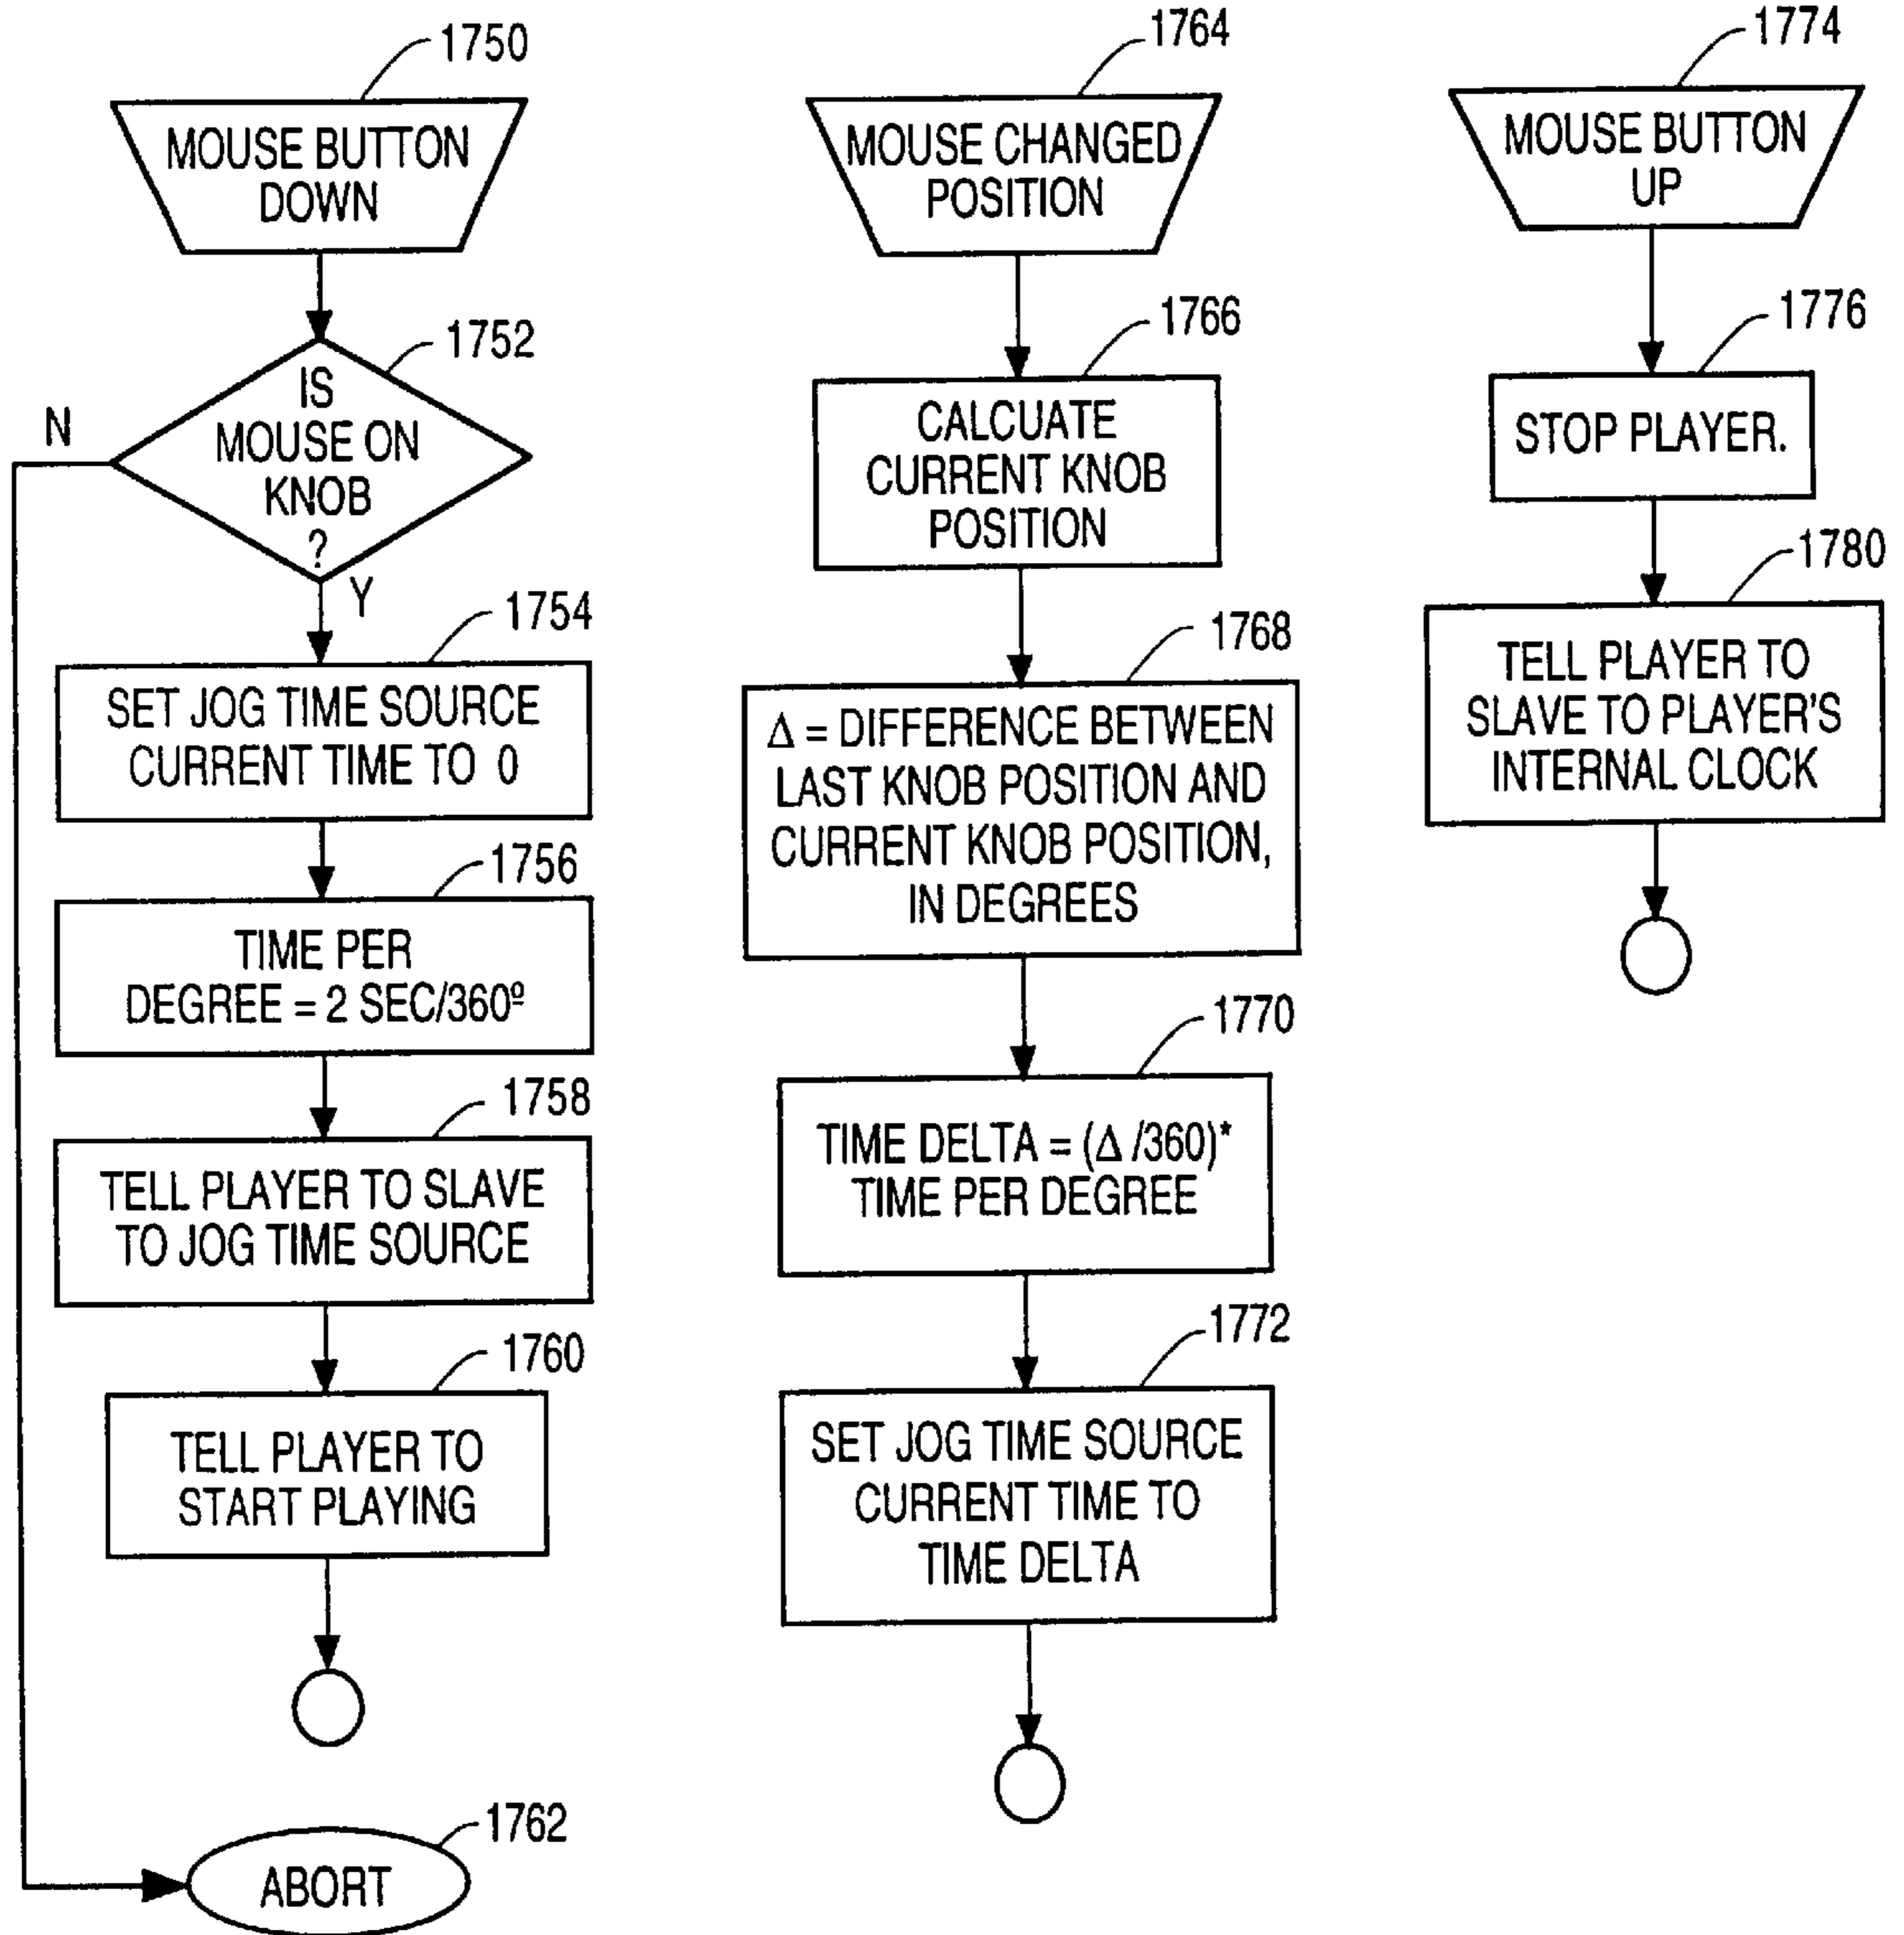 1750
MOUSE BUTTON
DOWN
1752
IS
MOUSE ON
KNOB
?
N
Y
1754
SET JOG TIME SOURCE
CURRENT TIME TO 0
1756
TIME PER
DEGREE = 2 SEC/360º
1758
TELL PLAYER TO SLAVE
TO JOG TIME SOURCE
1760
TELL PLAYER TO
START PLAYING
1762
ABORT
1764
MOUSE CHANGED
POSITION
1766
CALCUATE
CURRENT KNOB
POSITION
1768
Δ = DIFFERENCE BETWEEN
LAST KNOB POSITION AND
CURRENT KNOB POSITION,
IN DEGREES
1770
TIME DELTA = (Δ /360)*
TIME PER DEGREE
1772
SET JOG TIME SOURCE
CURRENT TIME TO
TIME DELTA
1774
MOUSE BUTTON
UP
1776
STOP PLAYER.
1780
TELL PLAYER TO
SLAVE TO PLAYER'S
INTERNAL CLOCK